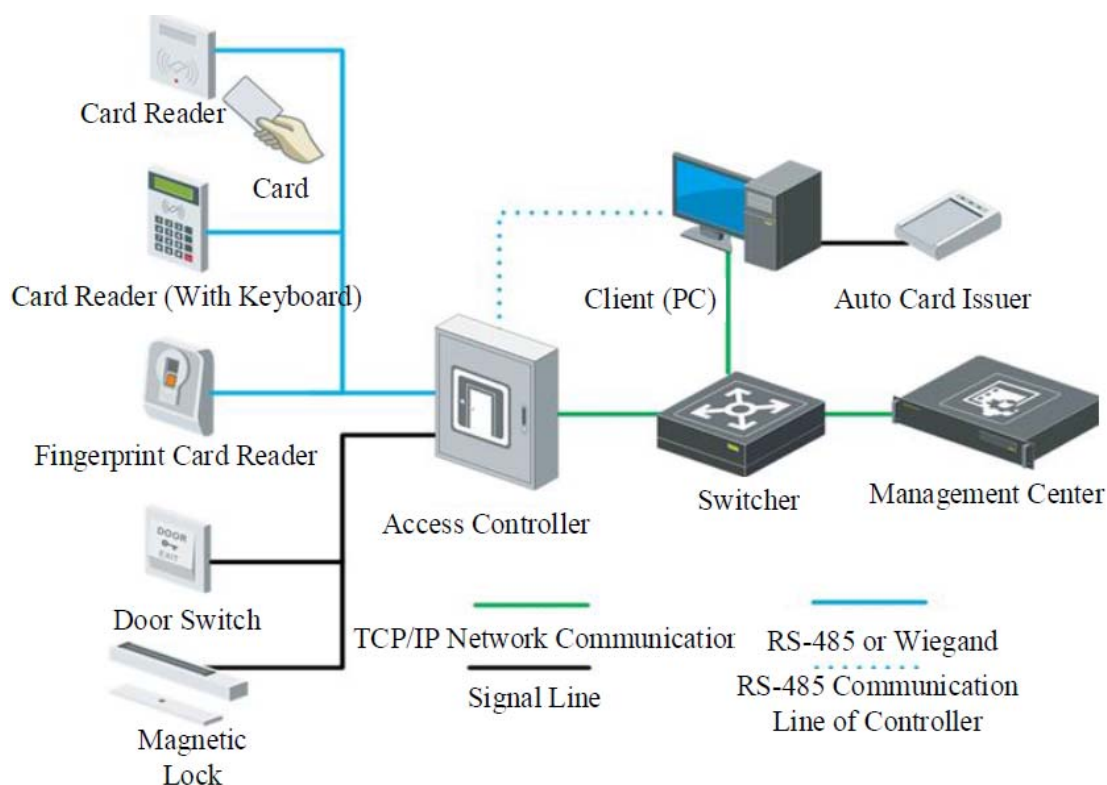 Card Reader
Card
Card Reader (With Keyboard)
Client (PC)
Auto Card Issuer
Fingerprint Card Reader
Access Controller
Switcher
Management Center
DOOR
EXIT
Door Switch
TCP/IP Network Communication
RS-485 or Wiegand
Signal Line
RS-485 Communication
Line of Controller
Magnetic
Lock